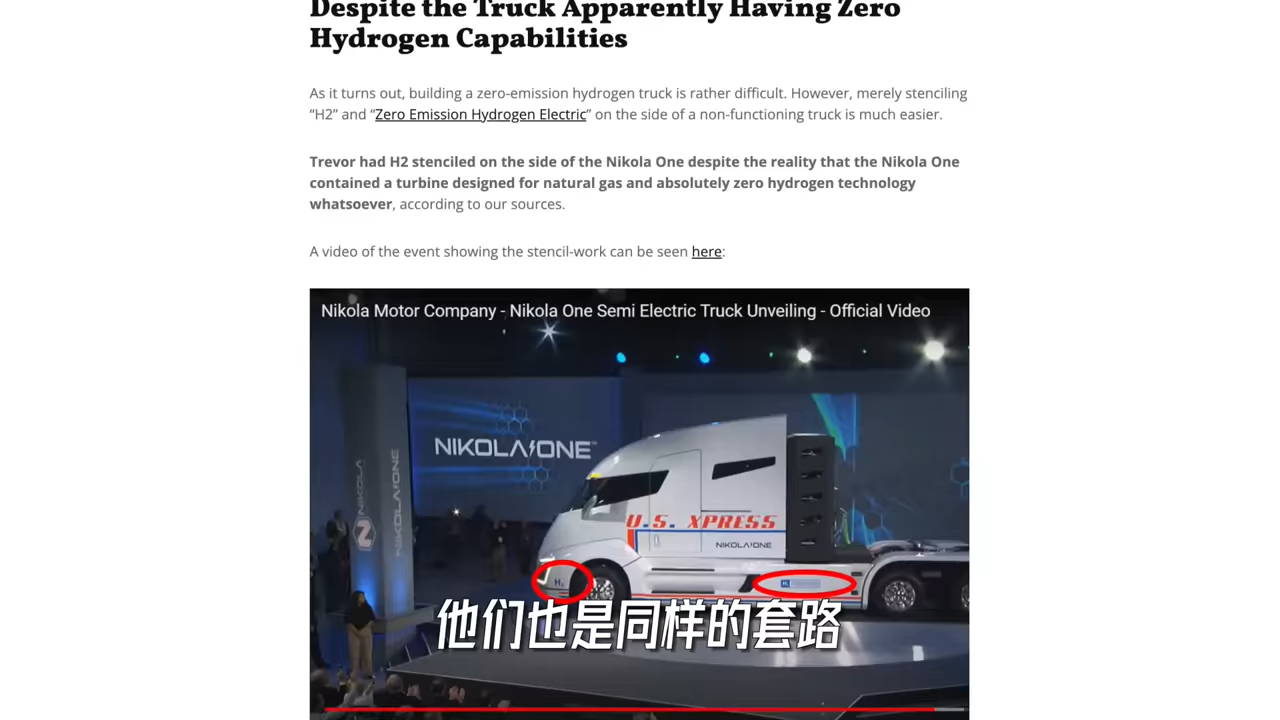 Despite the Truck Apparently Having Zero
Hydrogen Capabilities
As it turns out, building a zero-emission hydrogen truck is rather difficult. However, merely stenciling
“H2” and “Zero Emission Hydrogen Electric” on the side of a non-functioning truck is much easier.
Trevor had H2 stenciled on the side of the Nikola One despite the reality that the Nikola One
contained a turbine designed for natural gas and absolutely zero hydrogen technology
whatsoever, according to our sources.
A video of the event showing the stencil-work can be seen here:
Nikola Motor Company - Nikola One Semi Electric Truck Unveiling - Official Video
NIKOLA ONE™
NIKOLA
NIKOLA ONE
U.S. XPRESS
NIKOLA ONE
H2
H2
他们也是同样的套路